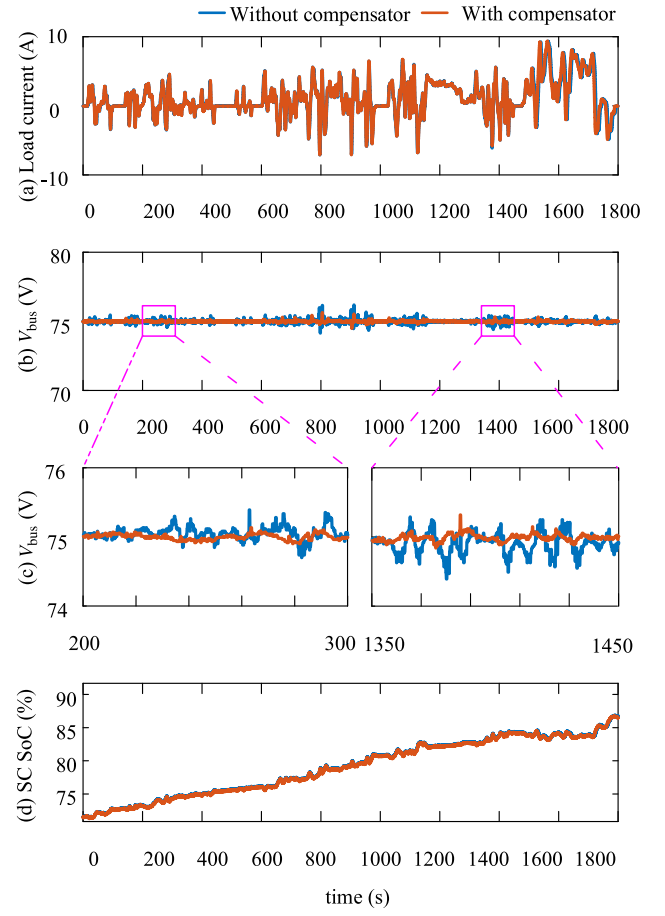 Without compensator With compensator
10
0
-10
(a) Load current (A)
0 200 400 600 800 1000 1200 1400 1600 1800
80
75
70
(b) Vbus (V)
0 200 400 600 800 1000 1200 1400 1600 1800
76
75
74
(c) Vbus (V)
200 300 1350 1450
90
85
80
75
(d) SC SoC (%)
0 200 400 600 800 1000 1200 1400 1600 1800
time (s)